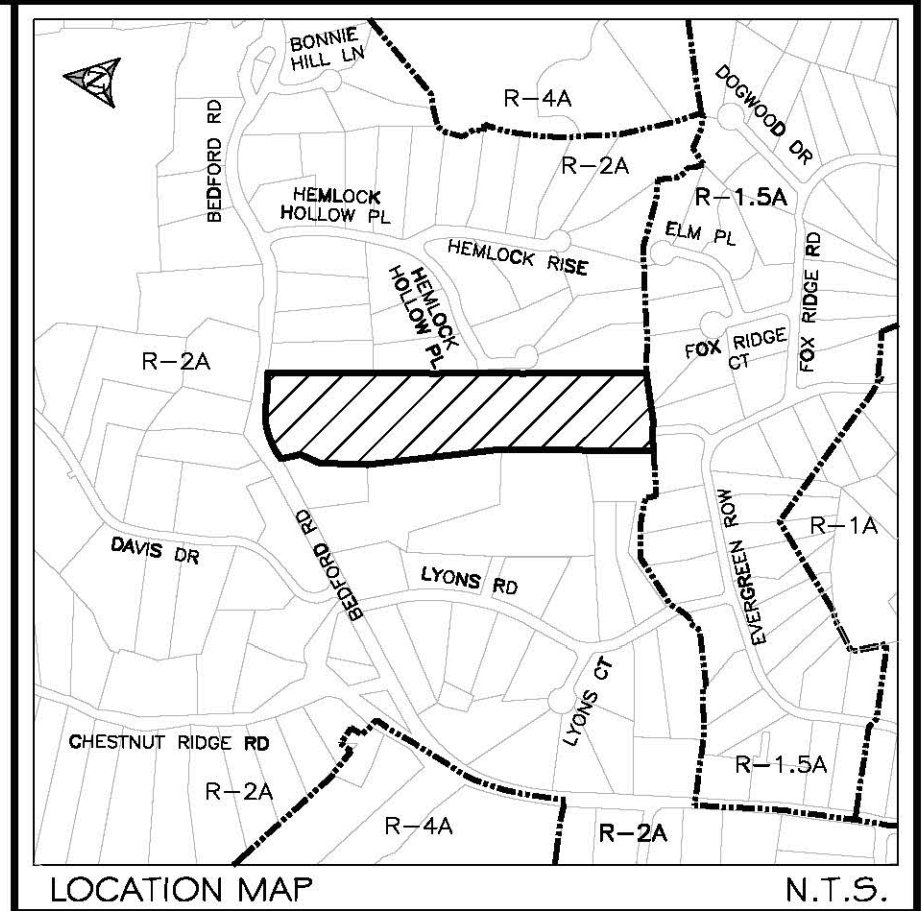 BONNIE
HILL LN
N
R-4A
DOGWOOD DR
BEDFORD RD
R-2A
R-1.5A
HEMLOCK
HOLLOW PL
ELM PL
HEMLOCK RISE
HEMLOCK
HOLLOW PL
FOX RIDGE RD
FOX RIDGE
CT
R-2A
R-1A
BEDFORD RD
EVERGREEN ROW
DAVIS DR
LYONS RD
LYONS CT
CHESTNUT RIDGE RD
R-2A
R-1.5A
R-4A
R-2A
LOCATION MAP
N.T.S.